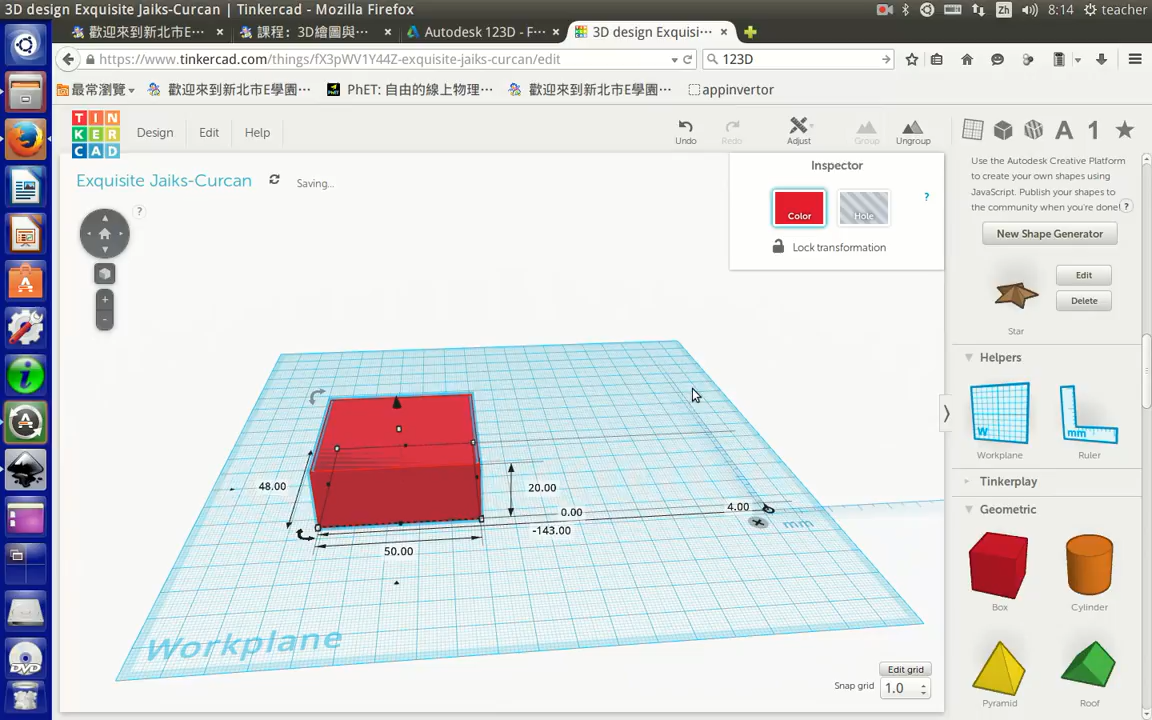 3D design Exquisite Jaiks-Curcan | Tinkercad - Mozilla Firefox
Zh
8:14
teacher
歡迎來到新北市E...
課程：3D繪圖與...
Autodesk 123D - F...
3D design Exquisi...
https://www.tinkercad.com/things/fX3pWV1Y44Z-exquisite-jaiks-curcan/edit
123D
最常瀏覽
歡迎來到新北市E學園...
PhET: 自由的線上物理...
歡迎來到新北市E學園...
appinvertor
TIN
KER
CAD
Design
Edit
Help
Undo
Redo
Adjust
Group
Ungroup
A
1
Exquisite Jaiks-Curcan
Saving...
?
Inspector
Color
Hole
?
Lock transformation
Use the Autodesk Creative Platform
to create your own shapes using
JavaScript. Publish your shapes to
the community when you're done!
?
New Shape Generator
Edit
Delete
Star
Helpers
W
mm
Workplane
Ruler
Tinkerplay
Geometric
Box
Cylinder
Pyramid
Roof
+
-
48.00
20.00
0.00
-143.00
50.00
4.00
mm
Workplane
Edit grid
Snap grid
1.0
DVD